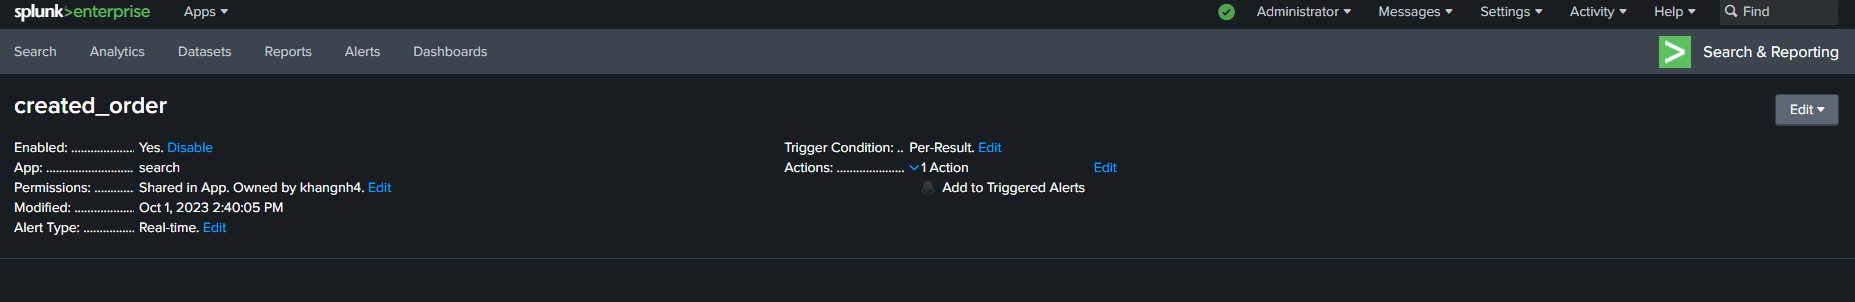 splunk>enterprise Apps Administrator Messages Settings Activity Help Find
Search Analytics Datasets Reports Alerts Dashboards Search & Reporting
created_order
Edit
Enabled: ................... Yes. Disable
App: .......................... search
Permissions: ............ Shared in App. Owned by khangnh4. Edit
Modified: .................. Oct 1, 2023 2:40:05 PM
Alert Type: ............... Real-time. Edit
Trigger Condition: .. Per-Result. Edit
Actions: ..................... 1 Action Edit
Add to Triggered Alerts